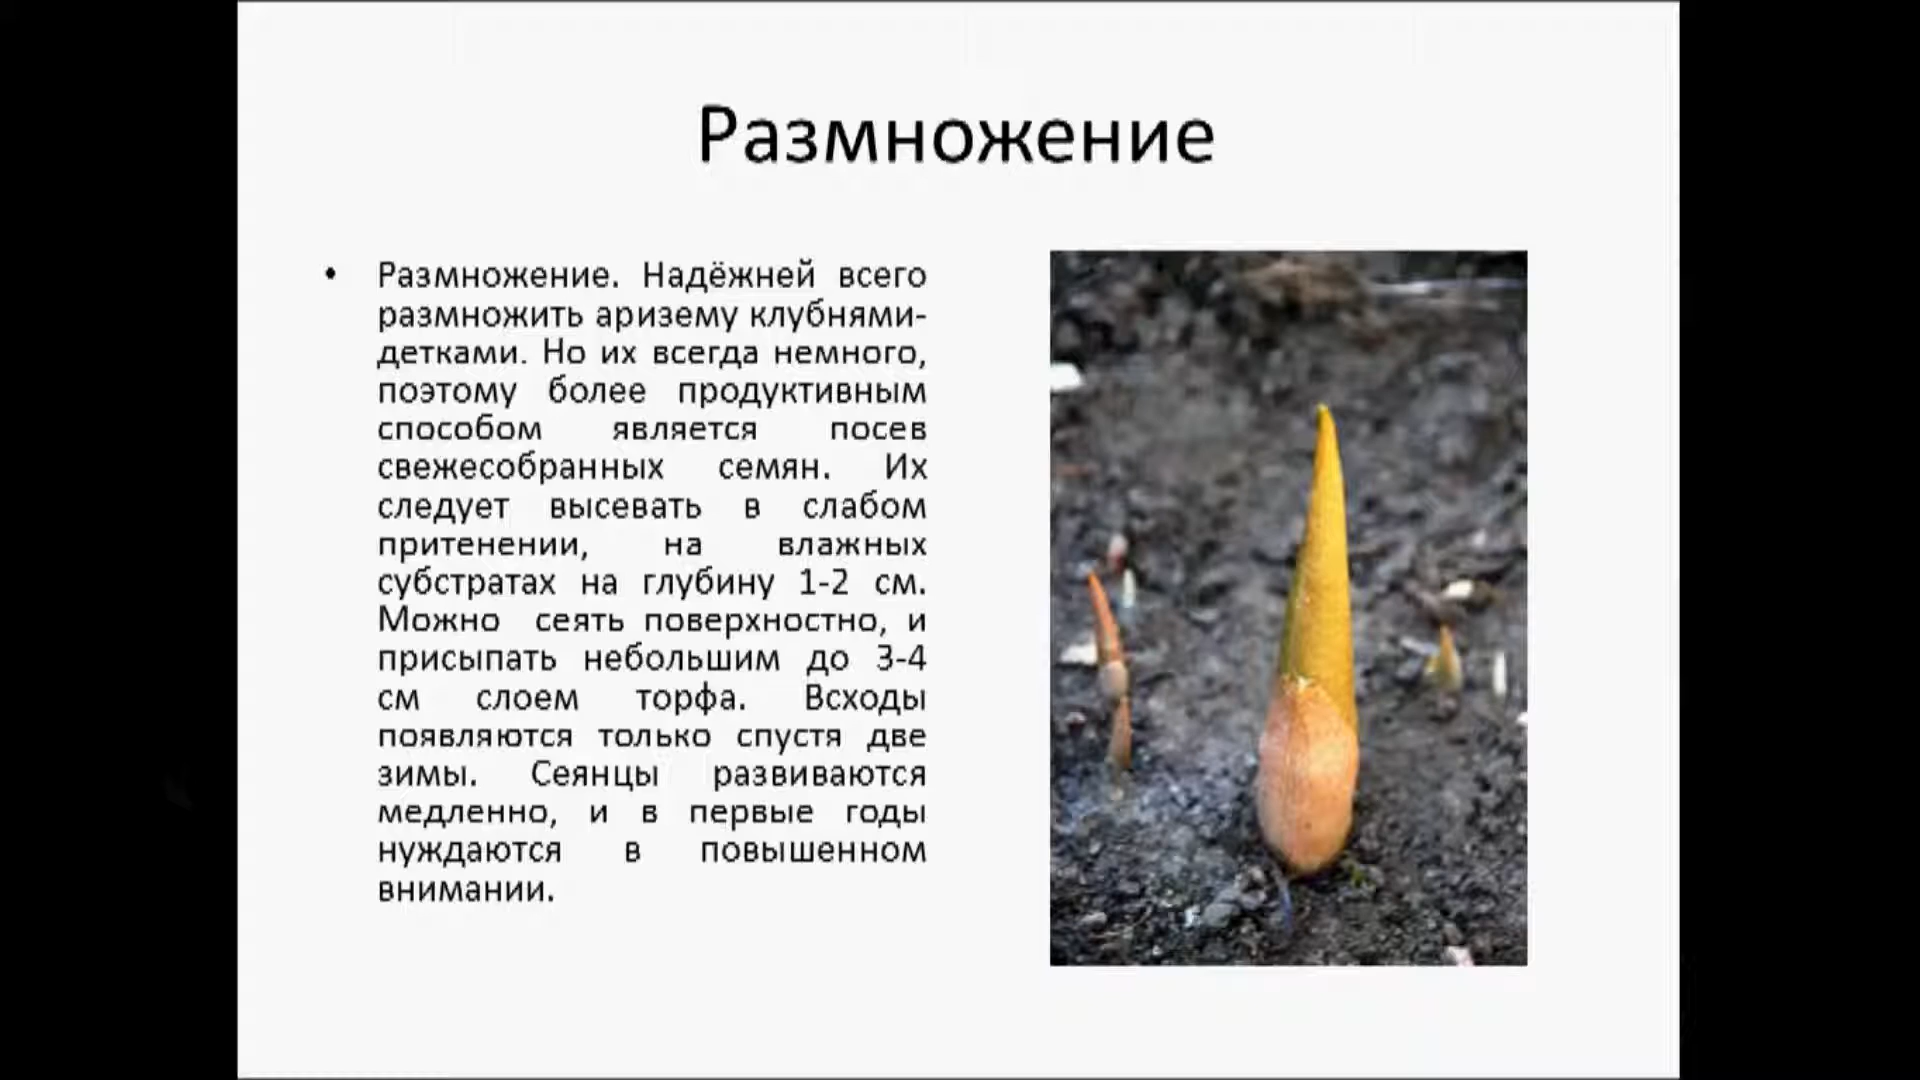 Размножение
• Размножение. Надёжней всего
размножить аризему клубнями-
детками. Но их всегда немного,
поэтому более продуктивным
способом является посев
свежесобранных семян. Их
следует высевать в слабом
притенении, на влажных
субстратах на глубину 1-2 см.
Можно сеять поверхностно, и
присыпать небольшим до 3-4
см слоем торфа. Всходы
появляются только спустя две
зимы. Сеянцы развиваются
медленно, и в первые годы
нуждаются в повышенном
внимании.